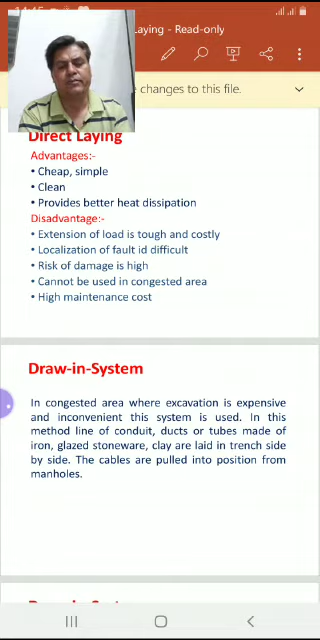 Laying - Read-only
changes to this file.
Direct Laying
Advantages:-
• Cheap, simple
• Clean
• Provides better heat dissipation
Disadvantage:-
• Extension of load is tough and costly
• Localization of fault id difficult
• Risk of damage is high
• Cannot be used in congested area
• High maintenance cost
Draw-in-System
In congested area where excavation is expensive
and inconvenient this system is used. In this
method line of conduit, ducts or tubes made of
iron, glazed stoneware, clay are laid in trench side
by side. The cables are pulled into position from
manholes.